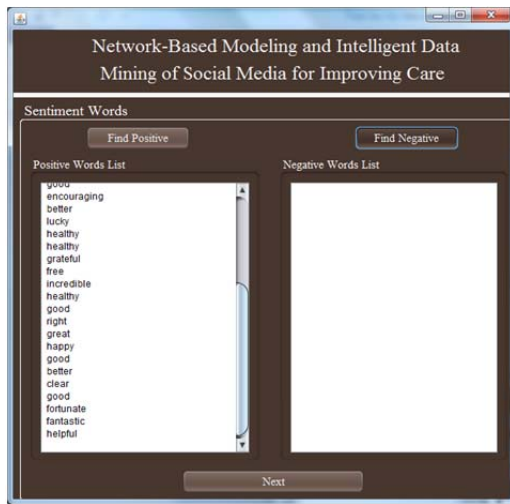 Network-Based Modeling and Intelligent Data
Mining of Social Media for Improving Care
Sentiment Words
Find Positive
Find Negative
Positive Words List
Negative Words List
good
encouraging
better
lucky
healthy
healthy
grateful
free
incredible
healthy
good
right
great
happy
good
better
clear
good
fortunate
fantastic
helpful
Next